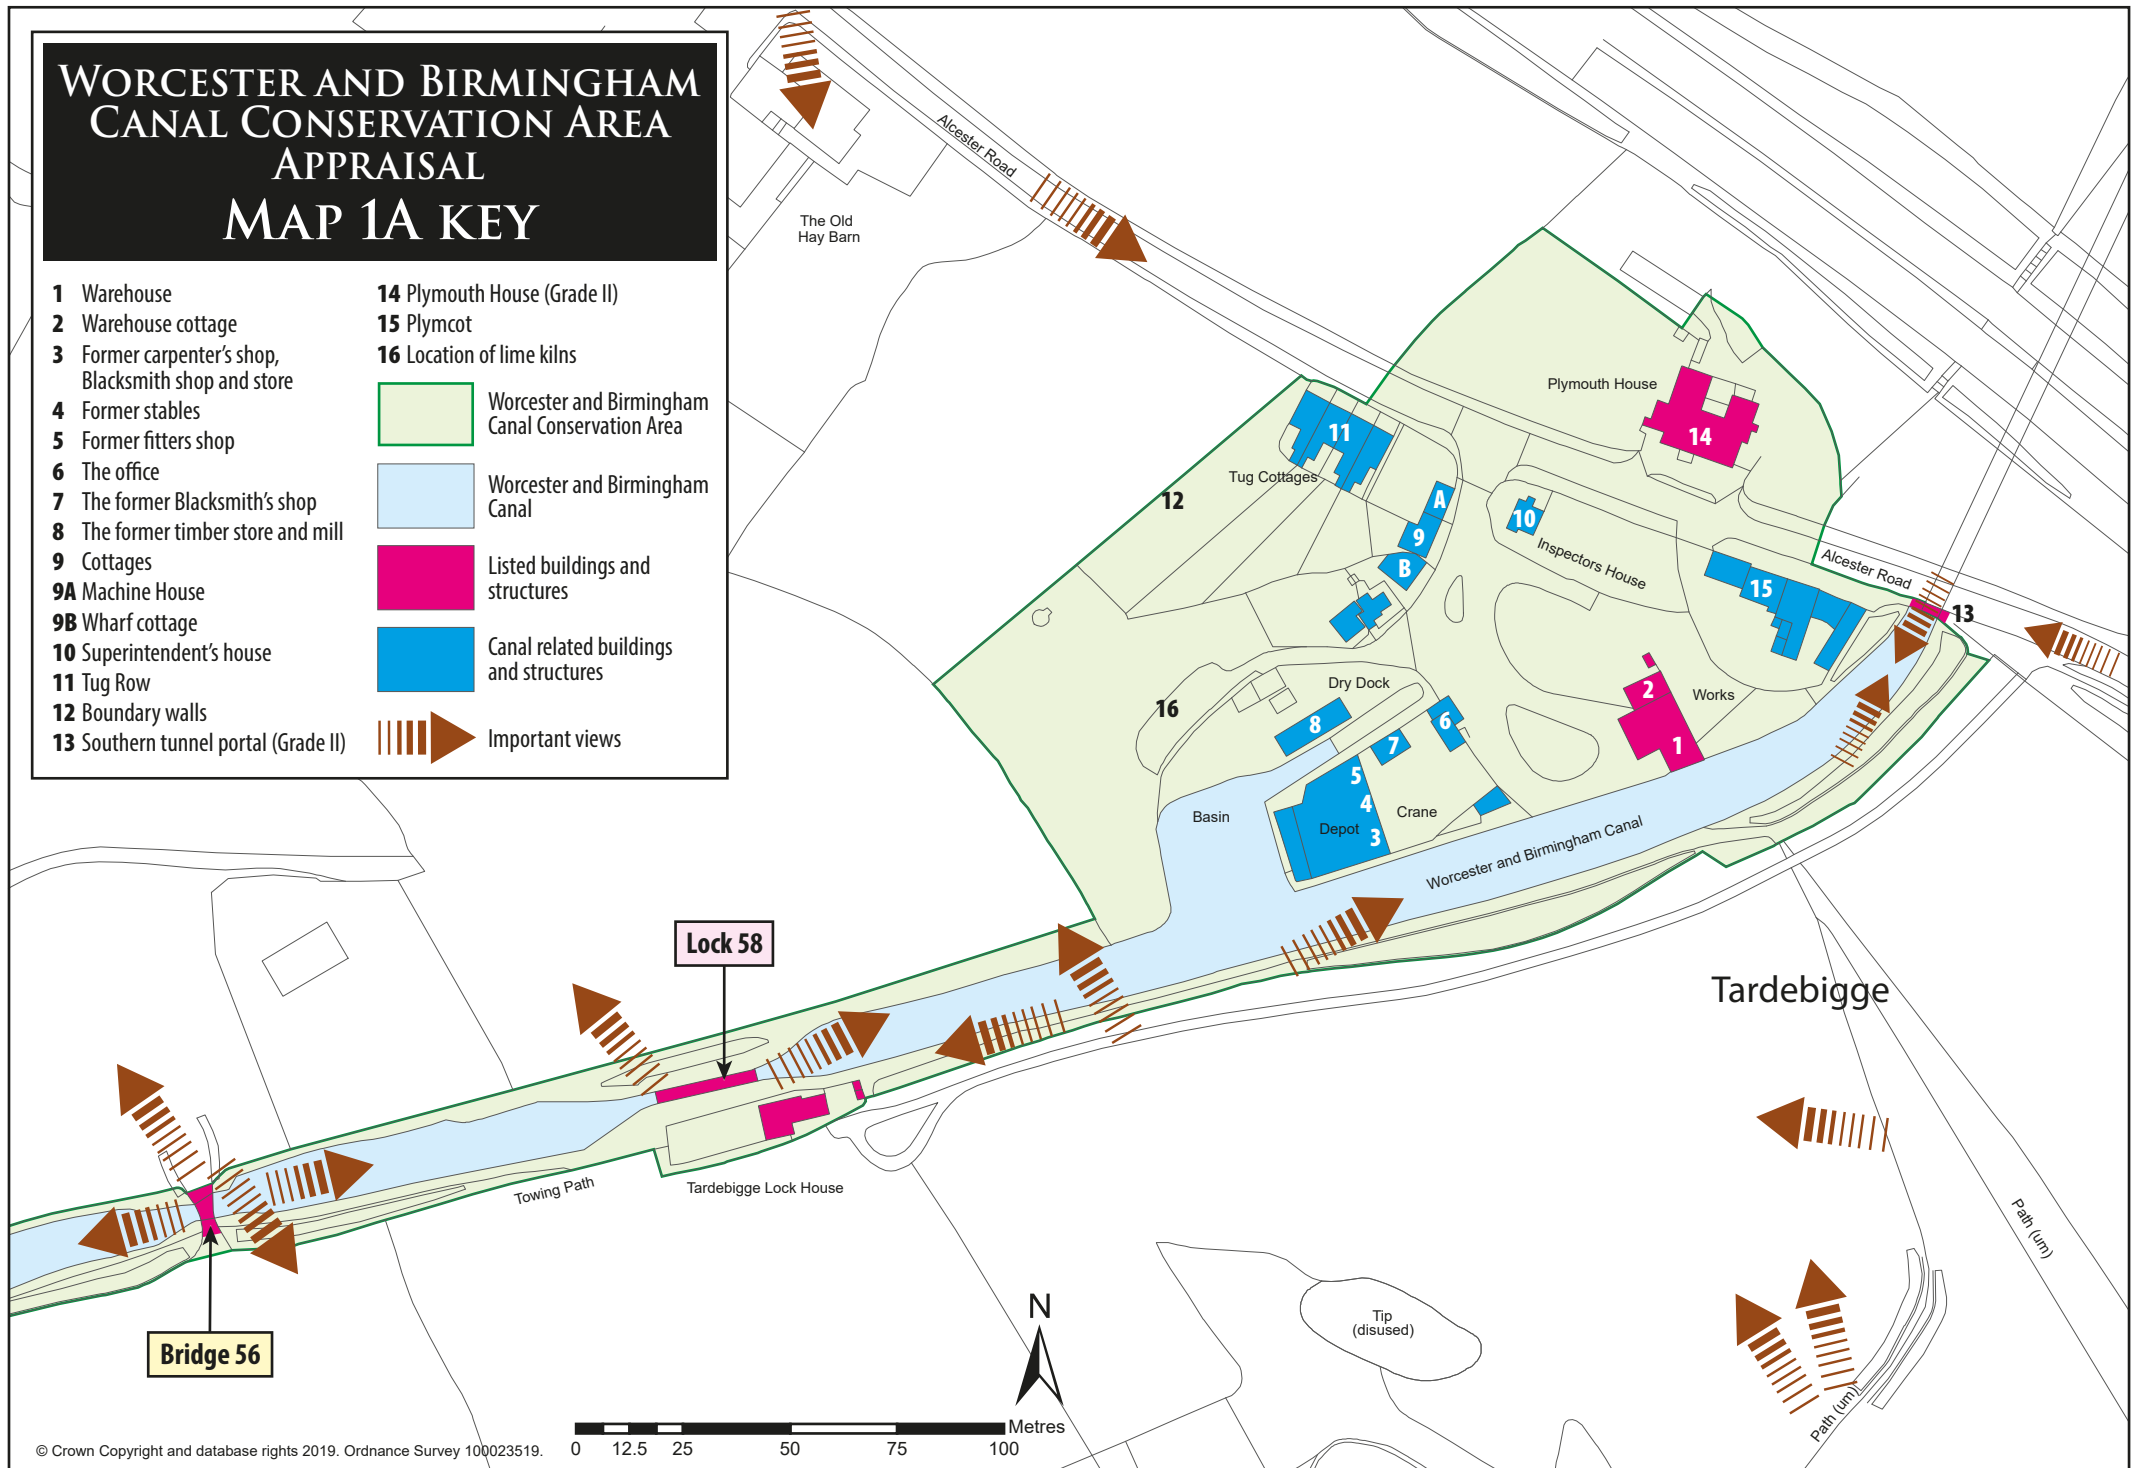 WORCESTER AND BIRMINGHAM
CANAL CONSERVATION AREA
APPRAISAL
MAP 1A KEY
1 Warehouse
2 Warehouse cottage
3 Former carpenter's shop,
Blacksmith shop and store
4 Former stables
5 Former fitters shop
6 The office
7 The former Blacksmith's shop
8 The former timber store and mill
9 Cottages
9A Machine House
9B Wharf cottage
10 Superintendent's house
11 Tug Row
12 Boundary walls
13 Southern tunnel portal (Grade II)
14 Plymouth House (Grade II)
15 Plymcot
16 Location of lime kilns
Worcester and Birmingham
Canal Conservation Area
Worcester and Birmingham
Canal
Listed buildings and
structures
Canal related buildings
and structures
Important views
Alcester Road
The Old
Hay Barn
Plymouth House
14
11
Tug Cottages
12
A
9
B
10
Inspectors House
Alcester Road
15
13
Dry Dock
16
8
7
6
2
Works
1
5
4
3
Depot
Crane
Basin
Worcester and Birmingham Canal
Lock 58
Tardebigge
Towing Path
Tardebigge Lock House
Bridge 56
Path (um)
Path (um)
Tip
(disused)
N
Metres
0 12.5 25 50 75 100
© Crown Copyright and database rights 2019. Ordnance Survey 100023519.